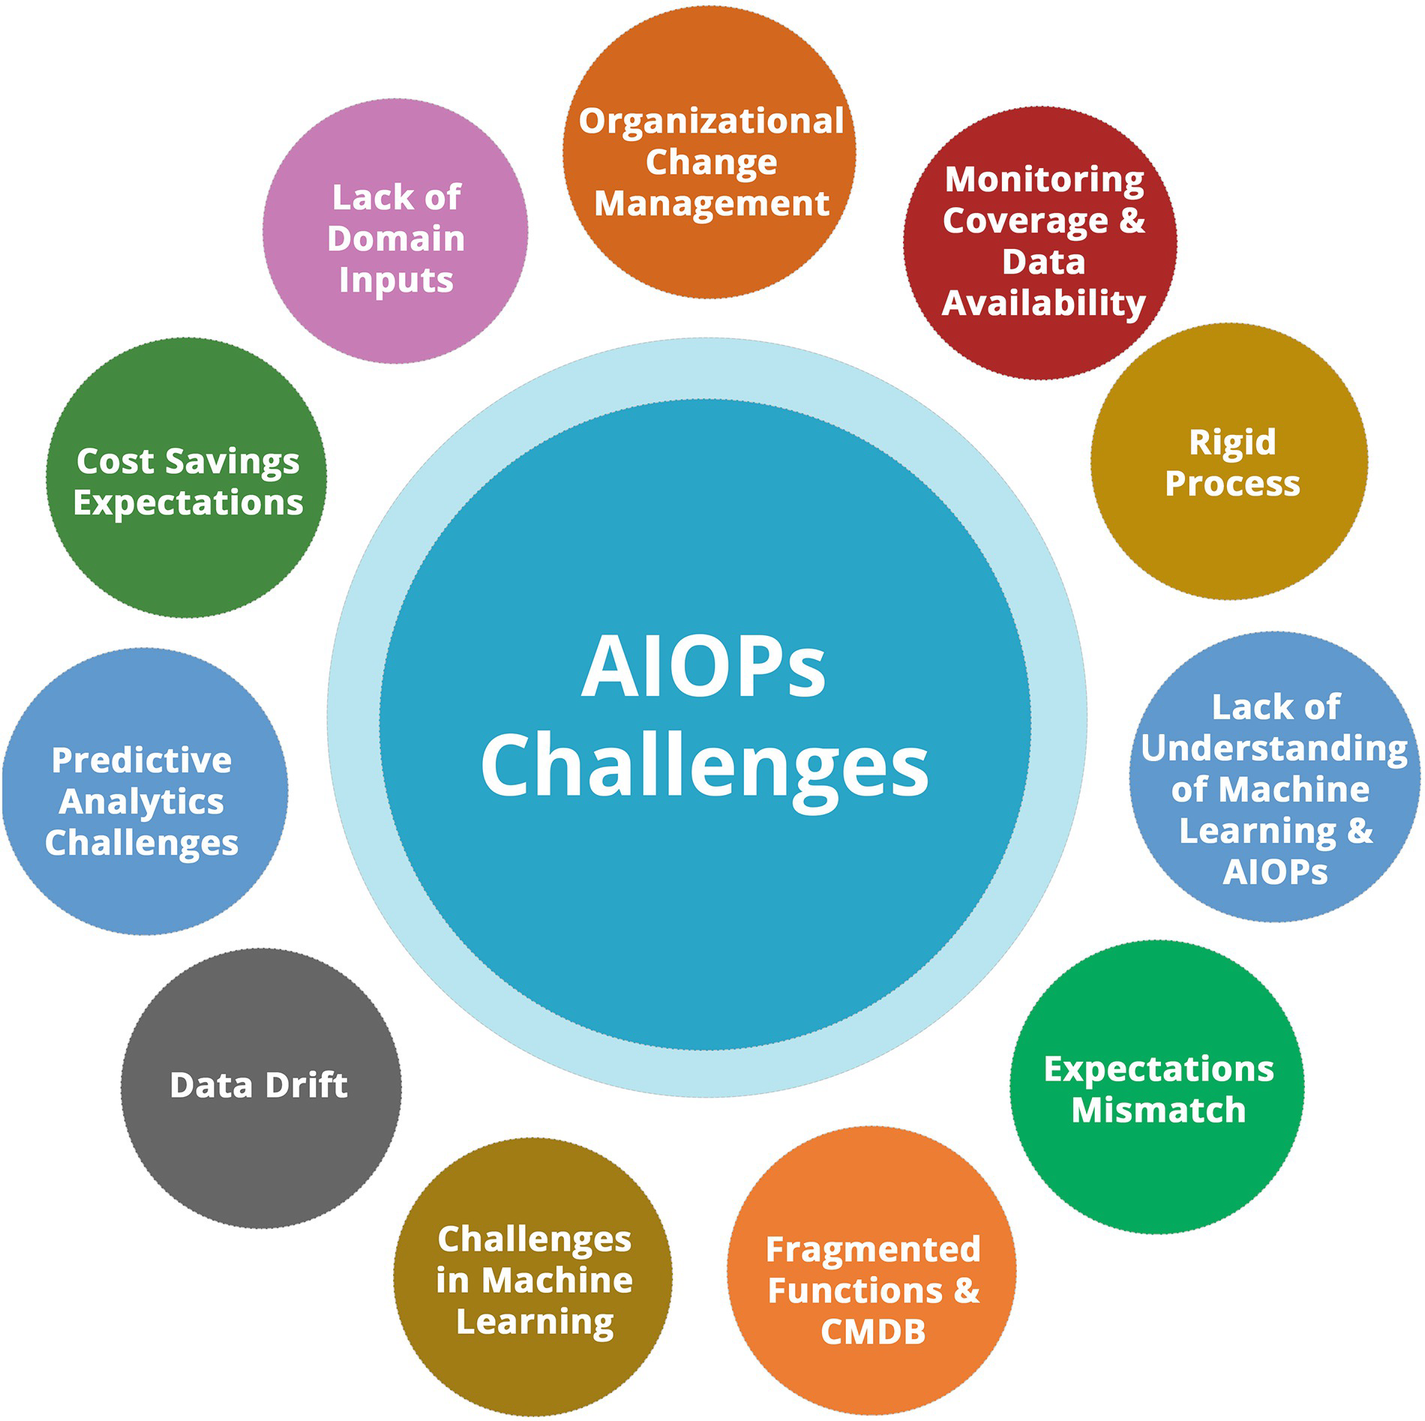 Organizational
Change
Management
Monitoring
Coverage &
Data
Availability
Rigid
Process
Lack of
Understanding
of Machine
Learning &
AIOPs
Expectations
Mismatch
Fragmented
Functions &
CMDB
Challenges
in Machine
Learning
Data Drift
Predictive
Analytics
Challenges
Cost Savings
Expectations
Lack of
Domain
Inputs
AIOPs
Challenges